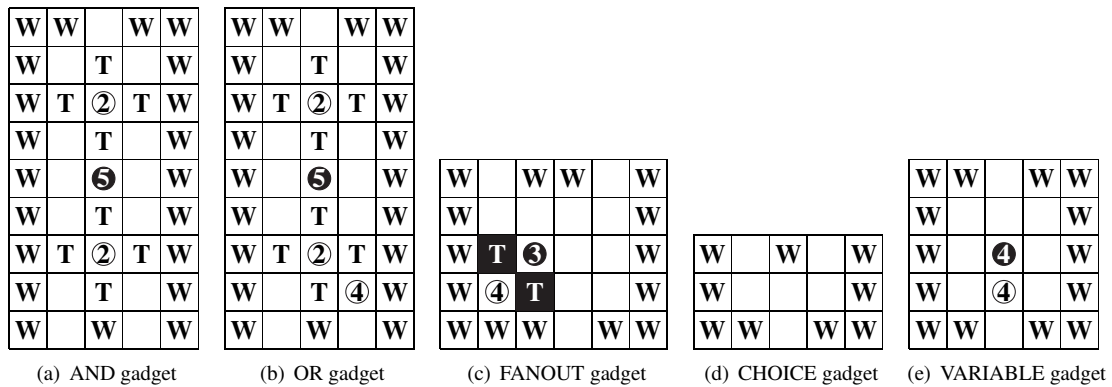 W W W W
W T W
W T ② T W
W T W
W ❺ W
W T W
W T ② T W
W T W
W W W
(a) AND gadget
W W W W
W T W
W T ② T W
W T W
W ❺ W
W T W
W T ② T W
W T ④ W
W W W
(b) OR gadget
W W W W
W W
W T ❸ W
W ④ T W
W W W W W
(c) FANOUT gadget
W W W
W W
W W W W
(d) CHOICE gadget
W W W W
W W
W ❹ W
W ④ W
W W W W
(e) VARIABLE gadget